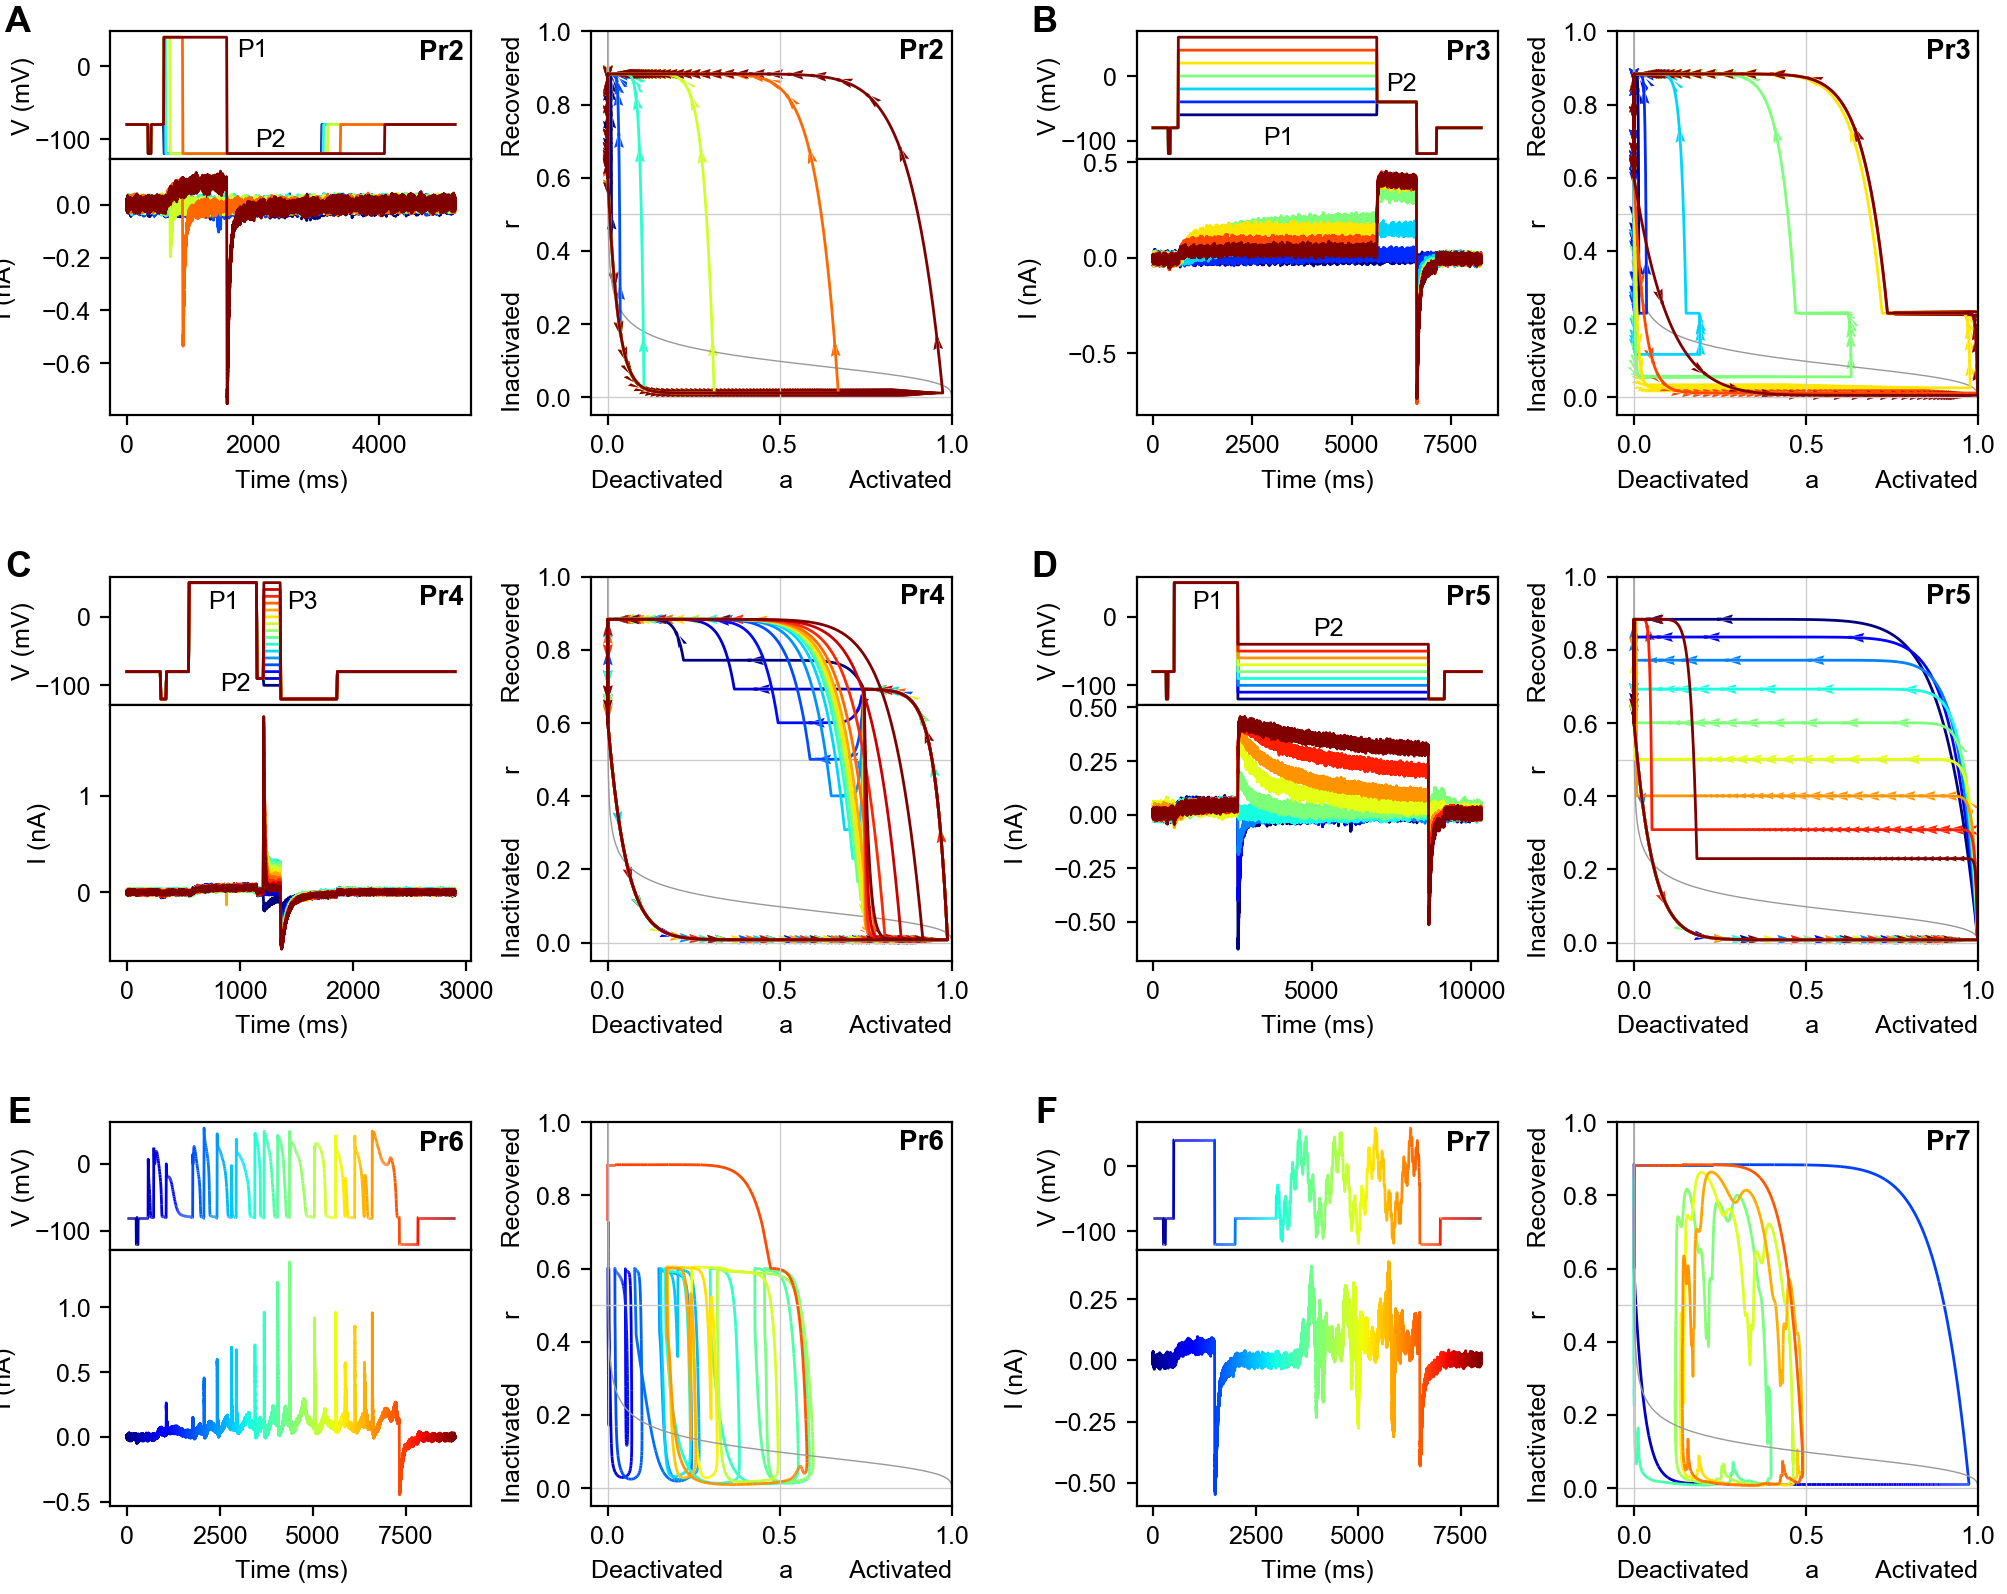 A
V (mV)
0
−100
P1
P2
Pr2
I (nA)
0.0
−0.2
−0.4
−0.6
0
2000
4000
Time (ms)
Pr2
1.0
0.8
0.6
0.4
0.2
0.0
Recovered
r
Inactivated
0.0
0.5
1.0
Deactivated
a
Activated
B
V (mV)
0
−100
P1
P2
Pr3
I (nA)
0.5
0.0
−0.5
0
2500
5000
7500
Time (ms)
Pr3
1.0
0.8
0.6
0.4
0.2
0.0
Recovered
r
Inactivated
0.0
0.5
1.0
Deactivated
a
Activated
C
V (mV)
0
−100
P1
P2
P3
Pr4
I (nA)
1
0
0
1000
2000
3000
Time (ms)
Pr4
1.0
0.8
0.6
0.4
0.2
0.0
Recovered
r
Inactivated
0.0
0.5
1.0
Deactivated
a
Activated
D
V (mV)
0
−100
P1
P2
Pr5
I (nA)
0.50
0.25
0.00
−0.25
−0.50
0
5000
10000
Time (ms)
Pr5
1.0
0.8
0.6
0.4
0.2
0.0
Recovered
r
Inactivated
0.0
0.5
1.0
Deactivated
a
Activated
E
V (mV)
0
−100
Pr6
I (nA)
1.0
0.5
0.0
−0.5
0
2500
5000
7500
Time (ms)
Pr6
1.0
0.8
0.6
0.4
0.2
0.0
Recovered
r
Inactivated
0.0
0.5
1.0
Deactivated
a
Activated
F
V (mV)
0
−100
Pr7
I (nA)
0.25
0.00
−0.25
−0.50
0
2500
5000
7500
Time (ms)
Pr7
1.0
0.8
0.6
0.4
0.2
0.0
Recovered
r
Inactivated
0.0
0.5
1.0
Deactivated
a
Activated